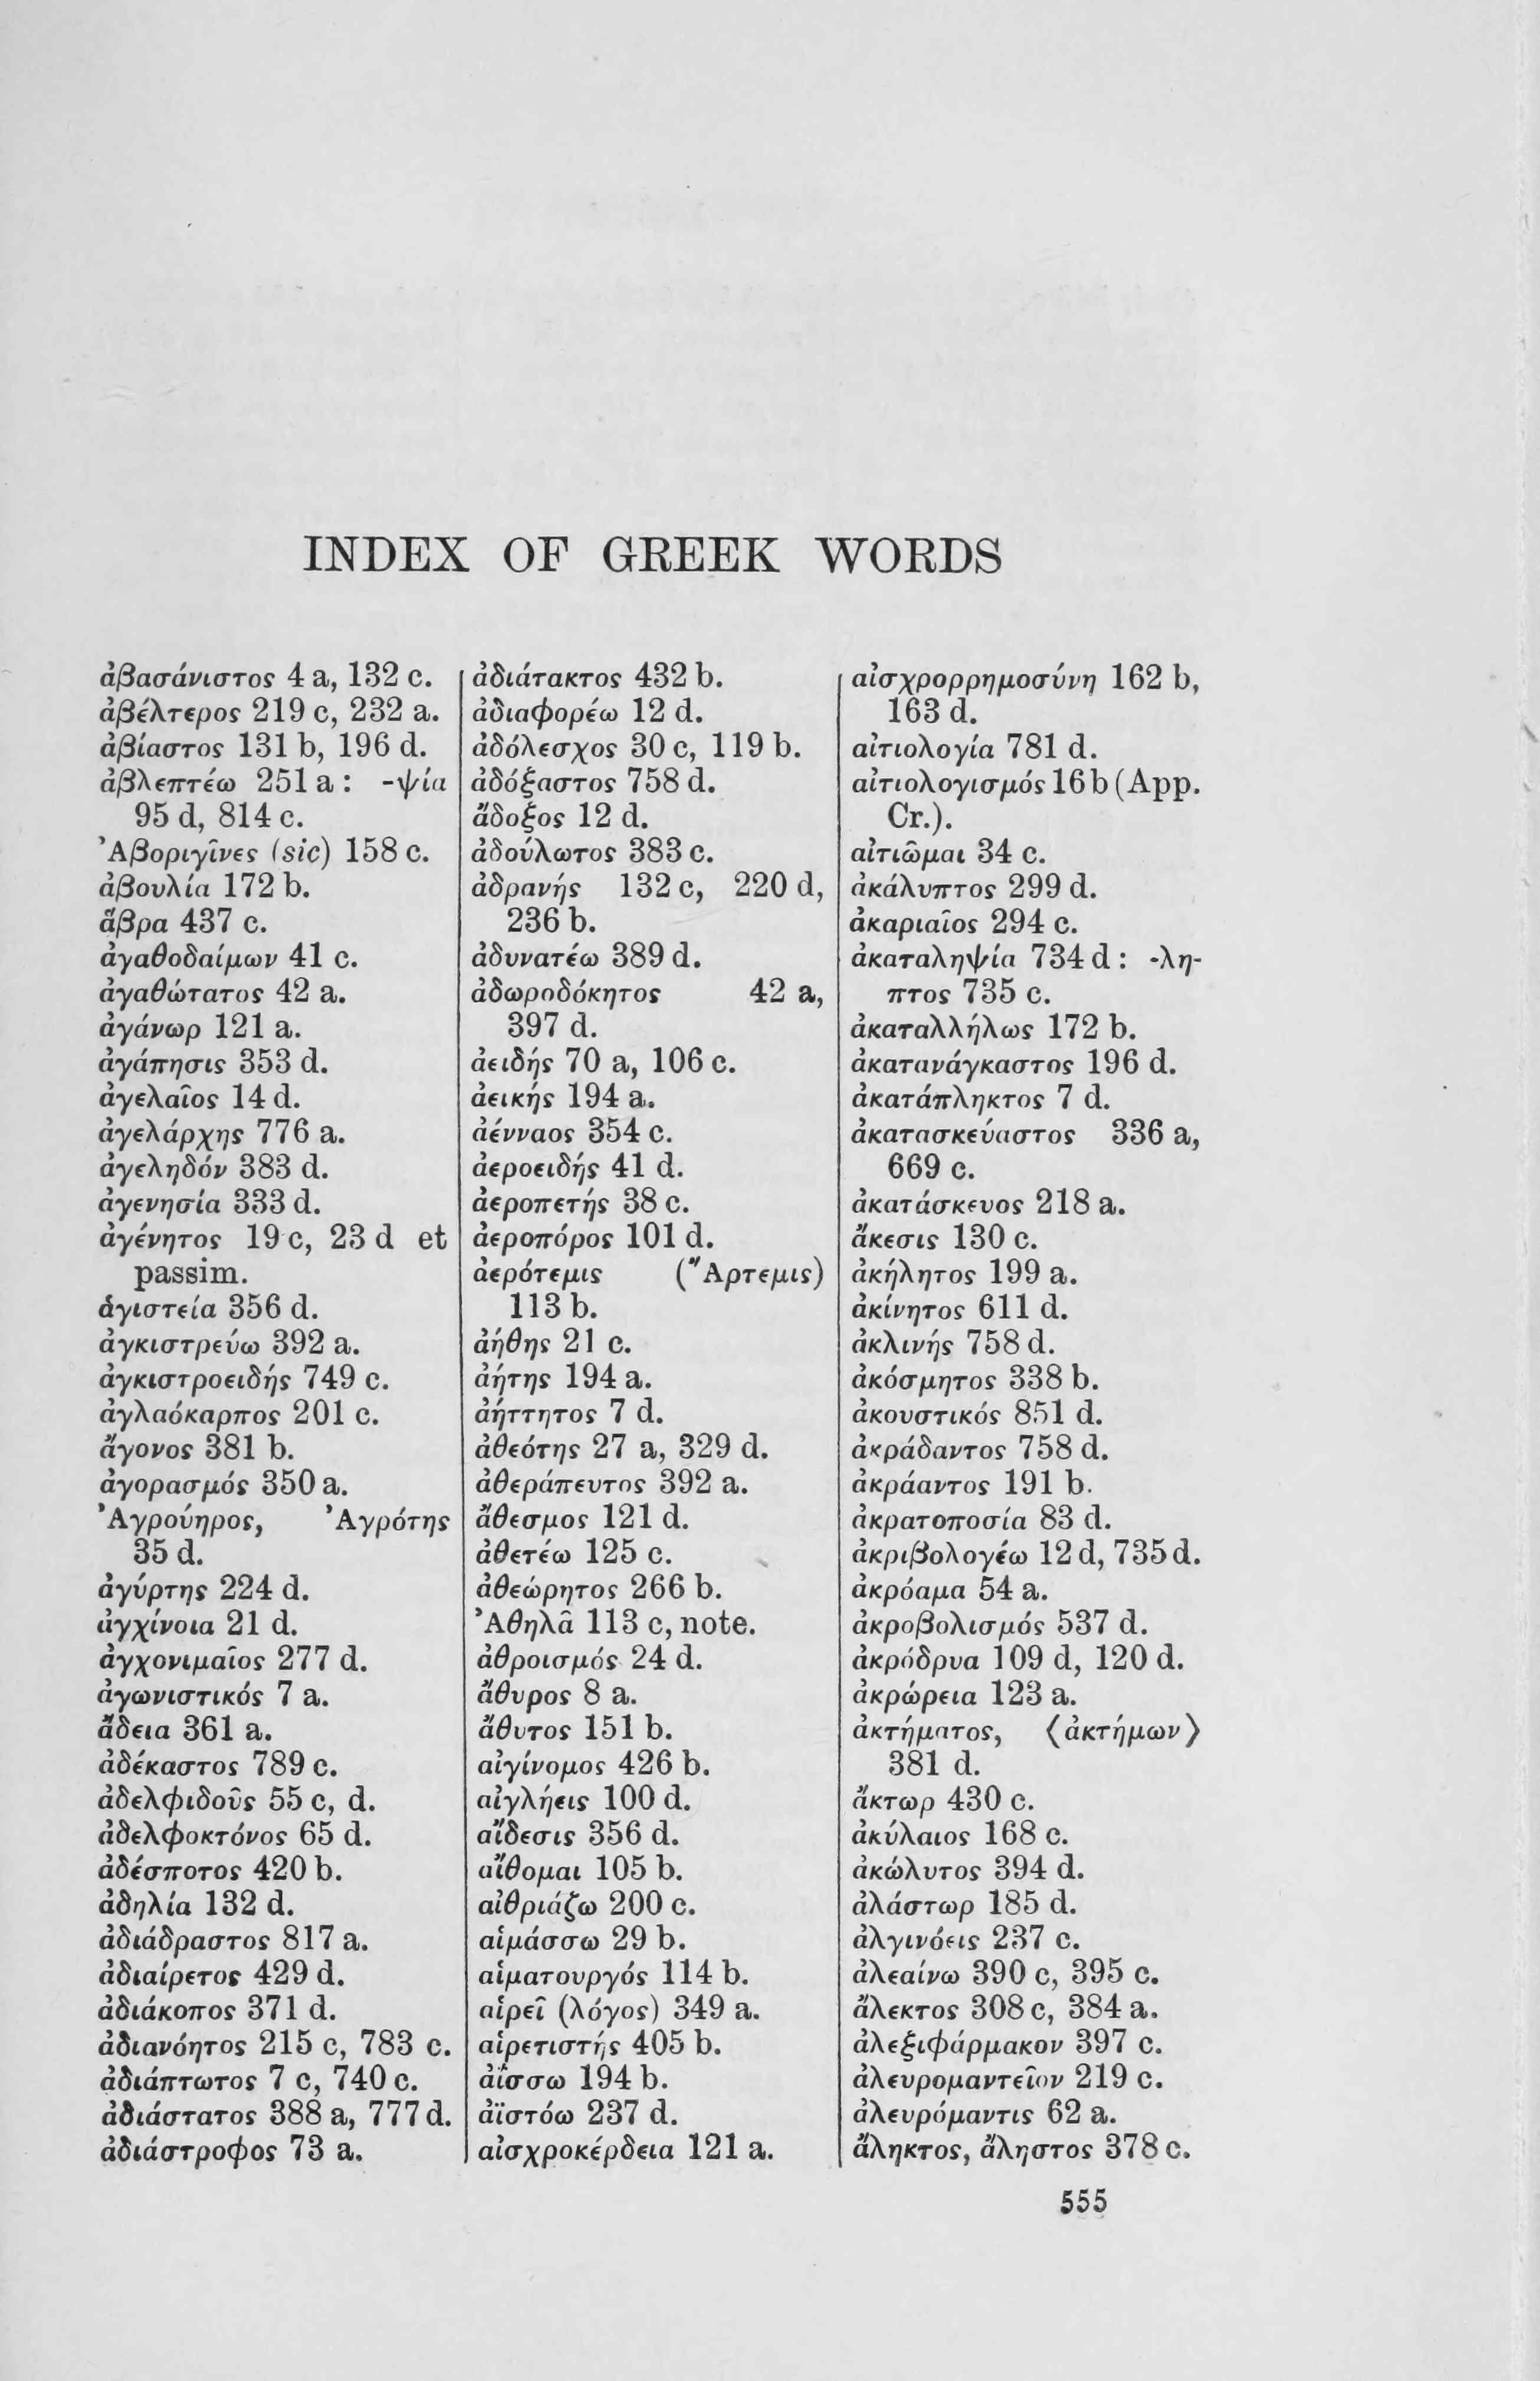 INDEX OF GREEK WORDS
ἀβασάνιστος 4 a, 132 c.
ἀβέλτερος 219 c, 232 a.
ἀβίαστος 131 b, 196 d.
ἀβλεπτέω 251 a : -ψία
95 d, 814 c.
Ἀβοριγῖνες (sic) 158 c.
ἀβουλία 172 b.
ἅβρα 437 c.
ἀγαθοδαίμων 41 c.
ἀγαθώτατος 42 a.
ἀγάνωρ 121 a.
ἀγάπησις 353 d.
ἀγελαῖος 14 d.
ἀγελάρχης 776 a.
ἀγεληδόν 383 d.
ἀγενησία 333 d.
ἀγένητος 19 c, 23 d et
passim.
ἁγιστεία 356 d.
ἀγκιστρεύω 392 a.
ἀγκιστροειδής 749 c.
ἀγλαόκαρπος 201 c.
ἄγονος 381 b.
ἀγορασμός 350 a.
Ἀγρούηρος, Ἀγρότης
35 d.
ἀγύρτης 224 d.
ἀγχίνοια 21 d.
ἀγχονιμαῖος 277 d.
ἀγωνιστικός 7 a.
ἄδεια 361 a.
ἀδέκαστος 789 c.
ἀδελφιδοῦς 55 c, d.
ἀδελφοκτόνος 65 d.
ἀδέσποτος 420 b.
ἀδηλία 132 d.
ἀδιάδραστος 817 a.
ἀδιαίρετος 429 d.
ἀδιάκοπος 371 d.
ἀδιανόητος 215 c, 783 c.
ἀδιάπτωτος 7 c, 740 c.
ἀδιάστατος 388 a, 777 d.
ἀδιάστροφος 73 a.
ἀδιάτακτος 432 b.
ἀδιαφορέω 12 d.
ἀδόλεσχος 30 c, 119 b.
ἀδόξαστος 758 d.
ἄδοξος 12 d.
ἀδούλωτος 383 c.
ἀδρανής 132 c, 220 d,
236 b.
ἀδυνατέω 389 d.
ἀδωροδόκητος 42 a,
397 d.
ἀειδής 70 a, 106 c.
ἀεικής 194 a.
ἀένναος 354 c.
ἀεροειδής 41 d.
ἀεροπετής 38 c.
ἀεροπόρος 101 d.
ἀερότεμις (Ἄρτεμις)
113 b.
ἀήθης 21 c.
ἀήτης 194 a.
ἀήττητος 7 d.
ἀθεότης 27 a, 329 d.
ἀθεράπευτος 392 a.
ἄθεσμος 121 d.
ἀθετέω 125 c.
ἀθεώρητος 266 b.
Ἀθηλᾶ 113 c, note.
ἀθροισμός 24 d.
ἄθυρος 8 a.
ἄθυτος 151 b.
αἰγίνομος 426 b.
αἰγλήεις 100 d.
αἴδεσις 356 d.
αἴθομαι 105 b.
αἰθριάζω 200 c.
αἱμάσσω 29 b.
αἱματουργός 114 b.
αἱρεῖ (λόγος) 349 a.
αἱρετιστής 405 b.
ἀΐσσω 194 b.
ἀϊστόω 237 d.
αἰσχροκέρδεια 121 a.
αἰσχρορρημοσύνη 162 b,
163 d.
αἰτιολογία 781 d.
αἰτιολογισμός 16 b (App.
Cr.).
αἰτιῶμαι 34 c.
ἀκάλυπτος 299 d.
ἀκαριαῖος 294 c.
ἀκαταληψία 734 d : -λη-
πτος 735 c.
ἀκαταλλήλως 172 b.
ἀκατανάγκαστος 196 d.
ἀκατάπληκτος 7 d.
ἀκατασκεύαστος 336 a,
669 c.
ἀκατάσκευος 218 a.
ἄκεσις 130 c.
ἀκήλητος 199 a.
ἀκίνητος 611 d.
ἀκλινής 758 d.
ἀκόσμητος 338 b.
ἀκουστικός 851 d.
ἀκράδαντος 758 d.
ἀκράαντος 191 b.
ἀκρατοποσία 83 d.
ἀκριβολογέω 12 d, 735 d.
ἀκρόαμα 54 a.
ἀκροβολισμός 537 d.
ἀκρόδρυα 109 d, 120 d.
ἀκρώρεια 123 a.
ἀκτήματος, ⟨ἀκτήμων⟩
381 d.
ἄκτωρ 430 c.
ἀκύλαιος 168 c.
ἀκώλυτος 394 d.
ἀλάστωρ 185 d.
ἀλγινόεις 237 c.
ἀλεαίνω 390 c, 395 c.
ἄλεκτος 308 c, 384 a.
ἀλεξιφάρμακον 397 c.
ἀλευρομαντεῖον 219 c.
ἀλευρόμαντις 62 a.
ἄληκτος, ἄληστος 378 c.
555